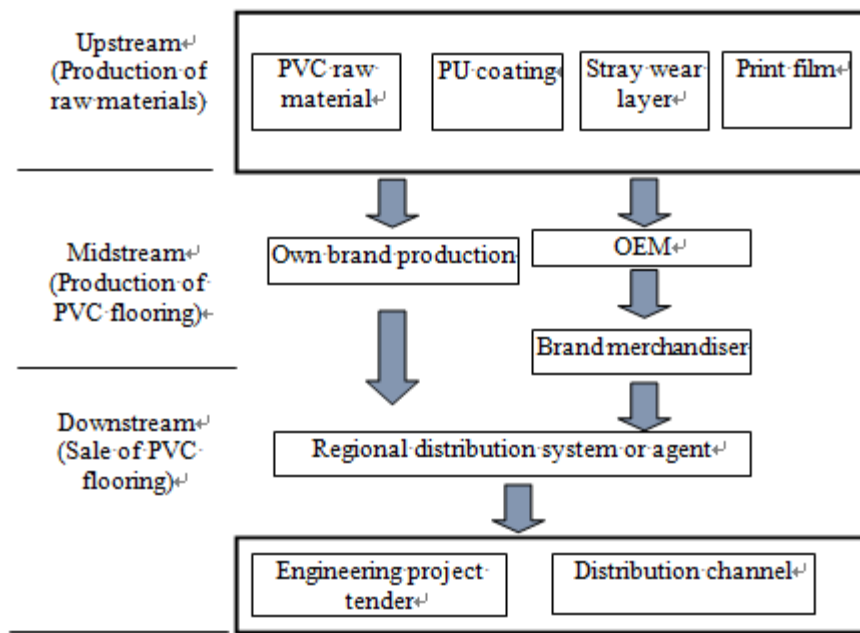 Upstream
(Production of
raw materials)
PVC raw
material
PU coating
Stray wear
layer
Print film
Midstream
(Production of
PVC flooring)
Own brand production
OEM
Brand merchandiser
Downstream
(Sale of PVC
flooring)
Regional distribution system or agent
Engineering project
tender
Distribution channel